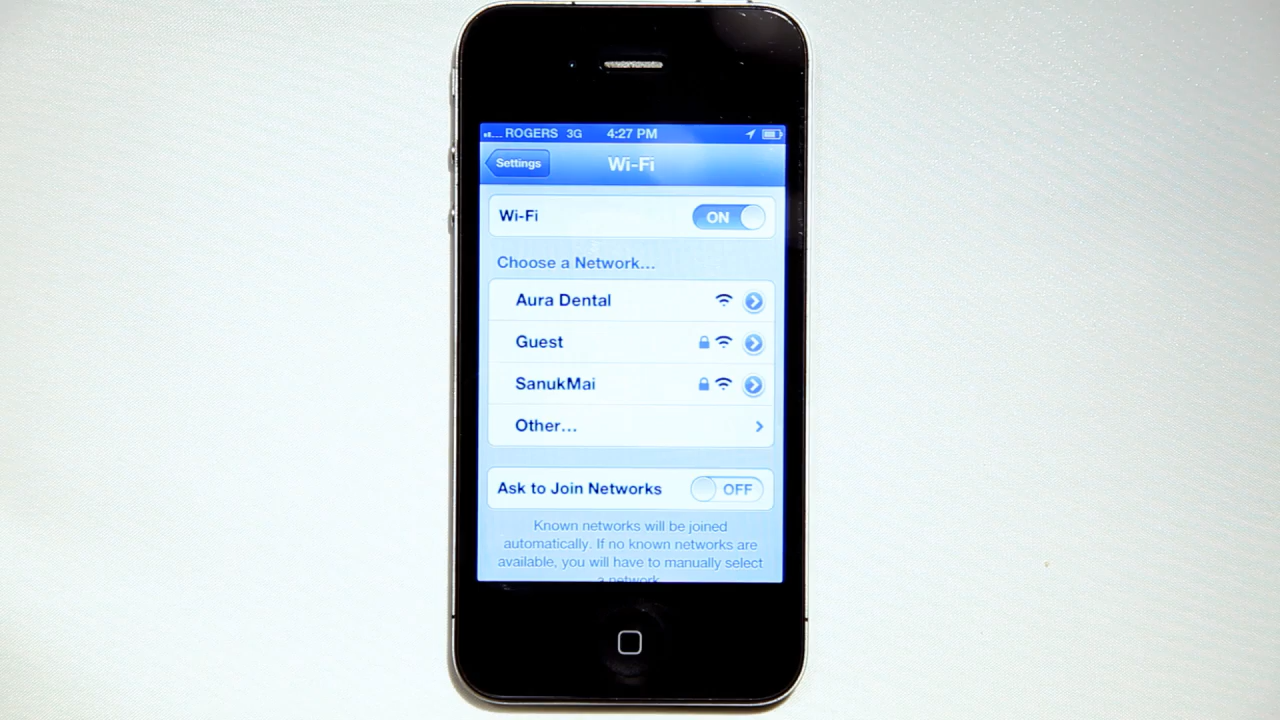 ROGERS 3G 4:27 PM
Settings Wi-Fi
Wi-Fi ON
Choose a Network...
Aura Dental
Guest
SanukMai
Other...
Ask to Join Networks OFF
Known networks will be joined
automatically. If no known networks are
available, you will have to manually select
a network.